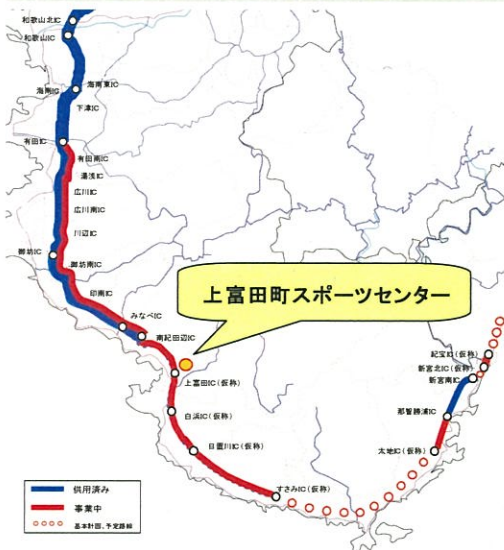 和歌山北IC
和歌山IC
海南東IC
海南IC
下津IC
有田IC
有田南IC
湯浅IC
広川IC
広川南IC
川辺IC
御坊IC
御坊南IC
印南IC
みなべIC
南紀田辺IC
上富田町スポーツセンター
上富田IC(仮称)
白浜IC(仮称)
日置川IC(仮称)
すさみIC(仮称)
紀宝IC(仮称)
新宮北IC(仮称)
新宮南IC
那智勝浦IC
太地IC(仮称)
供用済み
事業中
基本計画、予定路線